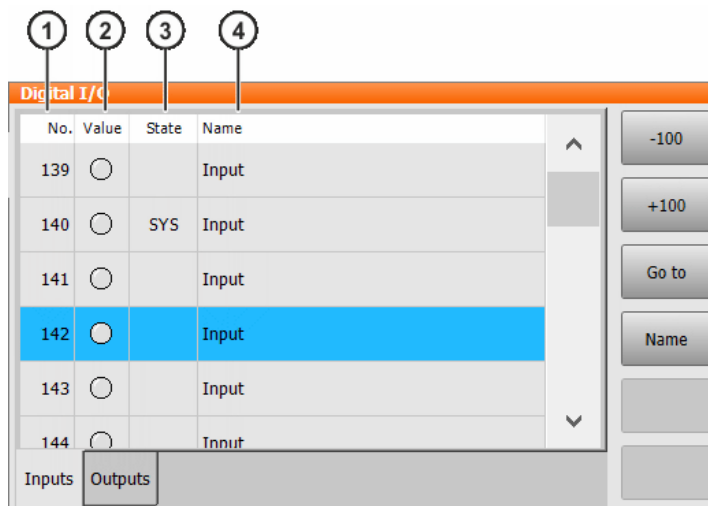 1 2 3 4
Digital I/O
No. Value State Name
139 Input
140 SYS Input
141 Input
142 Input
143 Input
144 Input
-100
+100
Go to
Name
Inputs Outputs